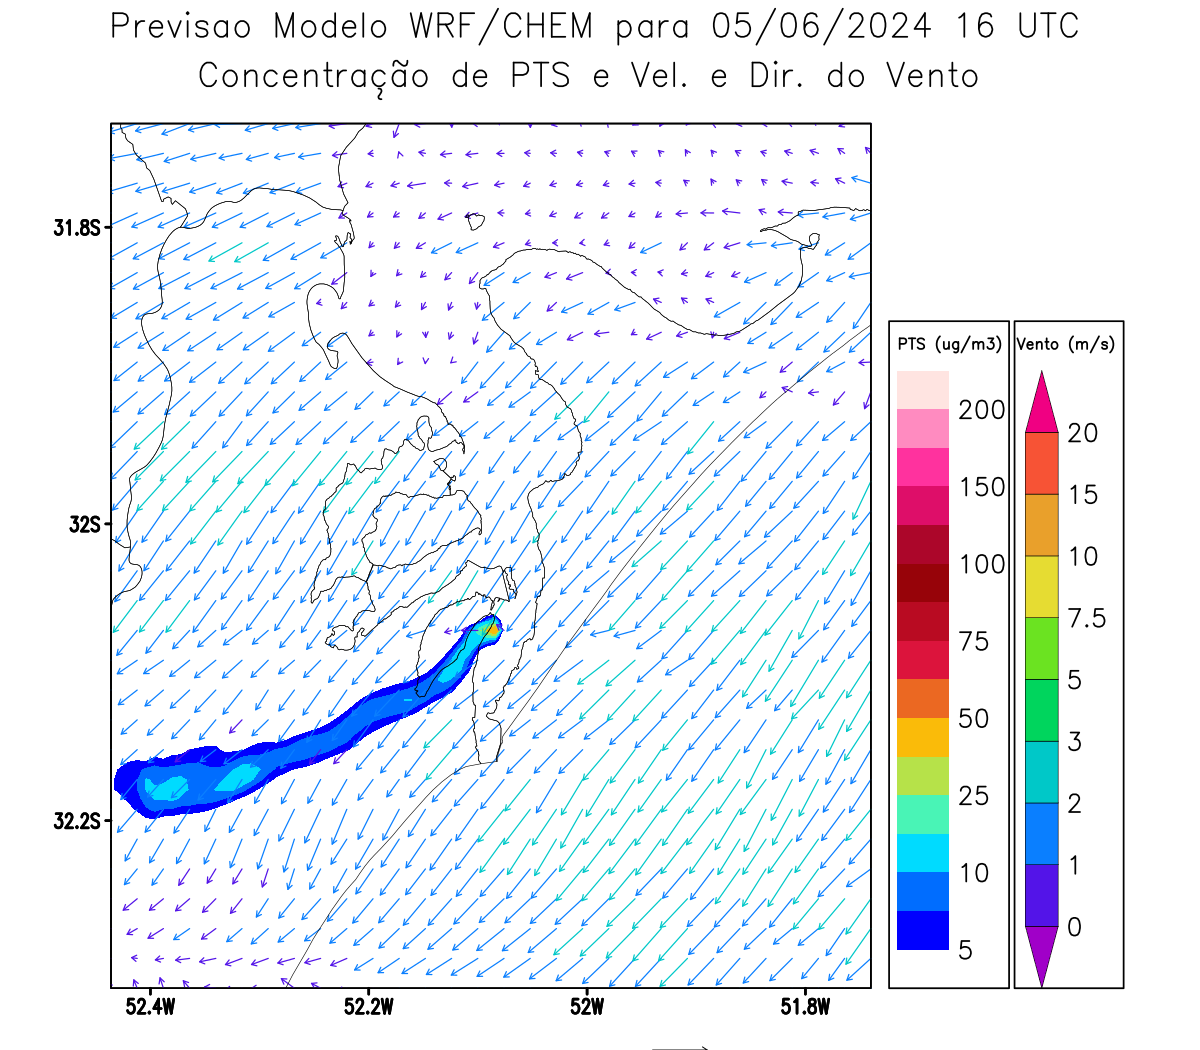 Previsao Modelo WRF/CHEM para 05/06/2024 16 UTC
Concentração de PTS e Vel. e Dir. do Vento
31.8S
32S
32.2S
52.4W
52.2W
52W
51.8W
PTS (ug/m3)
200
150
100
75
50
25
10
5
Vento (m/s)
20
15
10
7.5
5
3
2
1
0